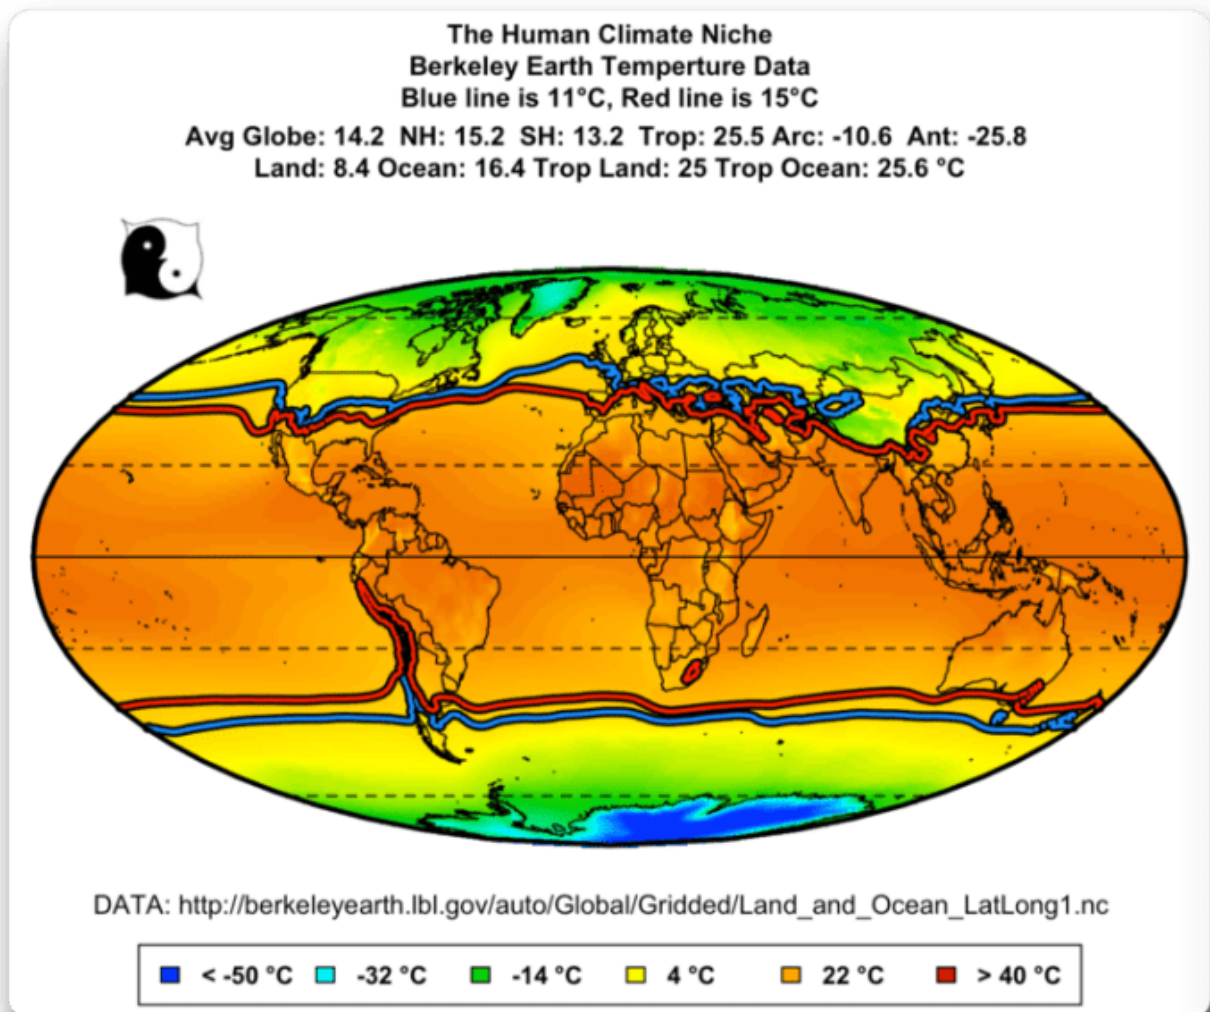 The Human Climate Niche
Berkeley Earth Temperture Data
Blue line is 11°C, Red line is 15°C
Avg Globe: 14.2 NH: 15.2 SH: 13.2 Trop: 25.5 Arc: -10.6 Ant: -25.8
Land: 8.4 Ocean: 16.4 Trop Land: 25 Trop Ocean: 25.6 °C
DATA: http://berkeleyearth.lbl.gov/auto/Global/Gridded/Land_and_Ocean_LatLong1.nc
< -50 °C -32 °C -14 °C 4 °C 22 °C > 40 °C